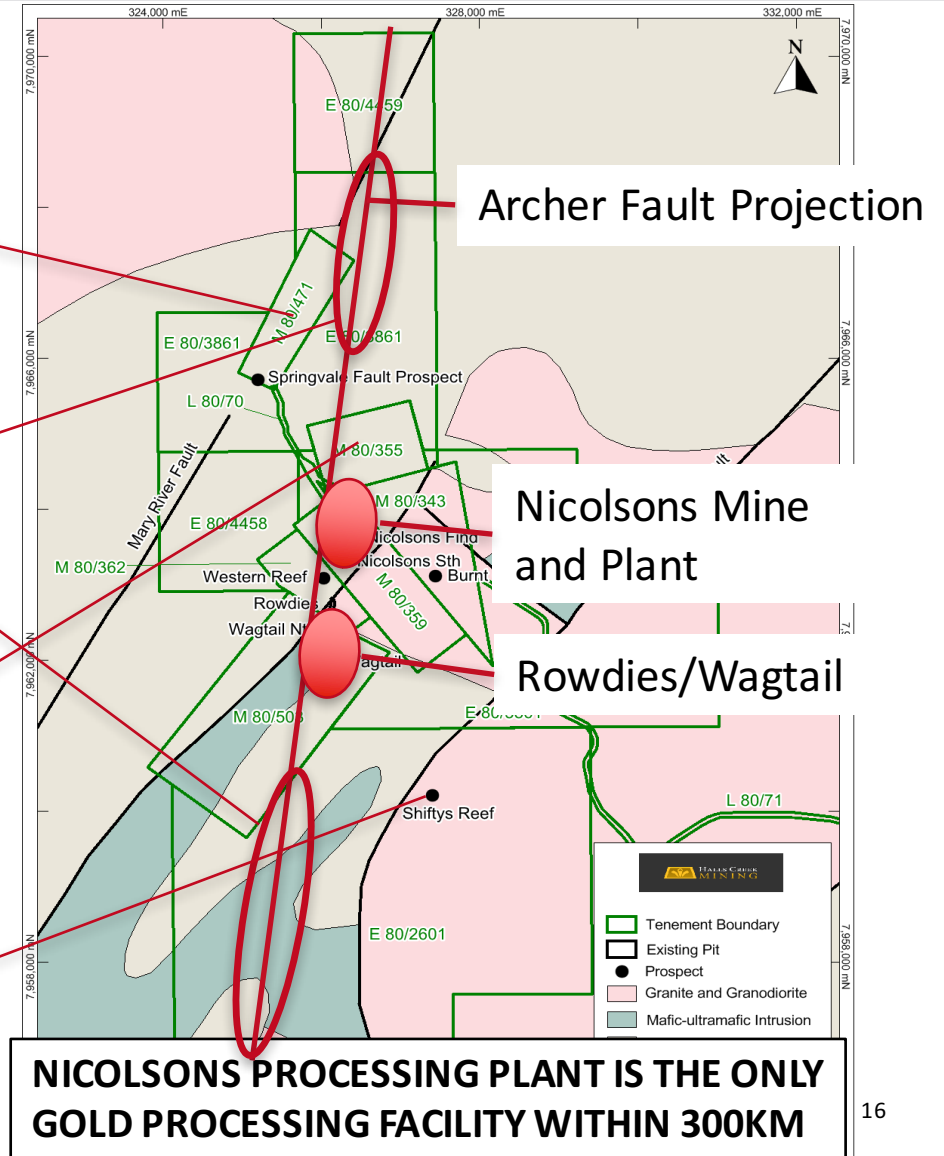 324,000 mE
328,000 mE
332,000 mE
7,970,000 mN
7,970,000 mN
N
E 80/4459
Archer Fault Projection
M 80/471
E 80/3861
E 80/3861
7,966,000 mN
7,966,000 mN
Springvale Fault Prospect
L 80/70
Mary River Fault
M 80/355
M 80/343
E 80/4458
Nicolsons Mine
and Plant
Nicolsons Find
Nicolsons Sth
M 80/362
Western Reef
Burnt
M 80/359
Rowdies
Wagtail
Rowdies/Wagtail
7,962,000 mN
M 80/503
Shiftys Reef
L 80/71
HALLS CREEK
MINING
Tenement Boundary
Existing Pit
Prospect
Granite and Granodiorite
Mafic-ultramafic Intrusion
E 80/2601
7,958,000 mN
7,958,000 mN
NICOLSONS PROCESSING PLANT IS THE ONLY
GOLD PROCESSING FACILITY WITHIN 300KM
16